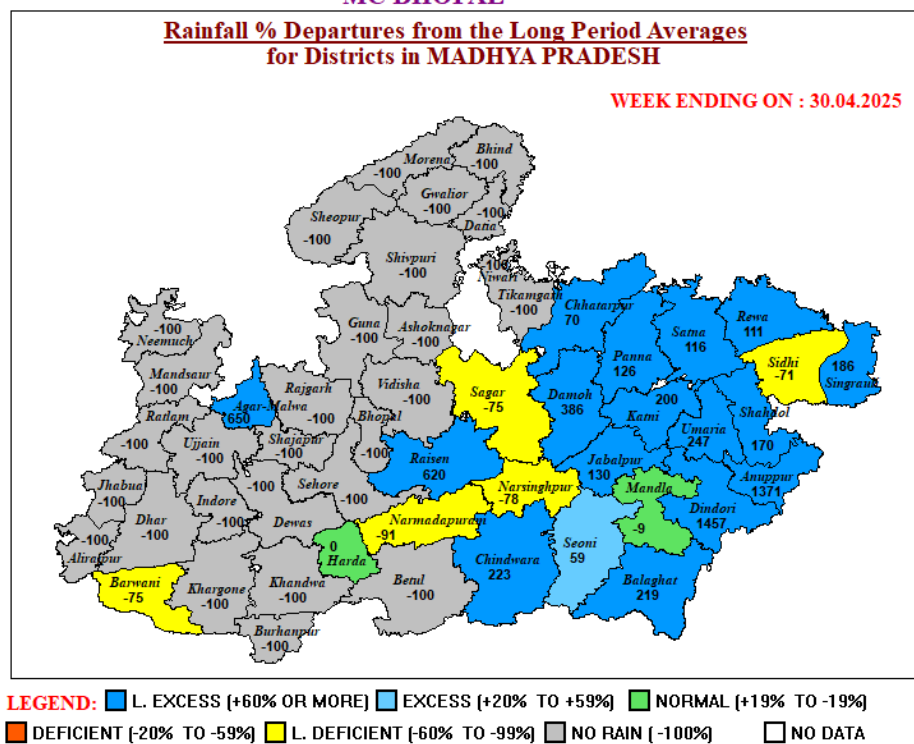 MC BHOPAL
Rainfall % Departures from the Long Period Averages
for Districts in MADHYA PRADESH
WEEK ENDING ON : 30.04.2025
Bhind
-100
Morena
-100
Gwalior
-100
-100
Datia
Sheopur
-100
Shivpuri
-100
-100
Niwari
Tikamgarh
-100
Chhatarpur
70
Rewa
111
Satna
116
Panna
126
Sidhi
-71
186
Singrauli
Guna
-100
Ashoknagar
-100
-100
Neemuch
Mandsaur
-100
Rajgarh
-100
Vidisha
-100
Sagar
-75
Damoh
386
200
Katni
Umaria
247
Shahdol
170
Agar-Malwa
650
Ratlam
-100
Ujjain
-100
Shajapur
-100
Bhopal
-100
Raisen
620
Jabalpur
130
Anuppur
1371
Narsinghpur
-78
Mandla
-9
Dindori
1457
Jhabua
-100
Indore
-100
-100
Dewas
Sehore
-100
Dhar
-100
Narmadapuram
-91
Seoni
59
-100
Alirajpur
0
Harda
Chindwara
223
Balaghat
219
Barwani
-75
Khargone
-100
Khandwa
-100
Betul
-100
Burhanpur
-100
LEGEND: L. EXCESS (+60% OR MORE) EXCESS (+20% TO +59%) NORMAL (+19% TO -19%)
DEFICIENT (-20% TO -59%) L. DEFICIENT (-60% TO -99%) NO RAIN (-100%) NO DATA